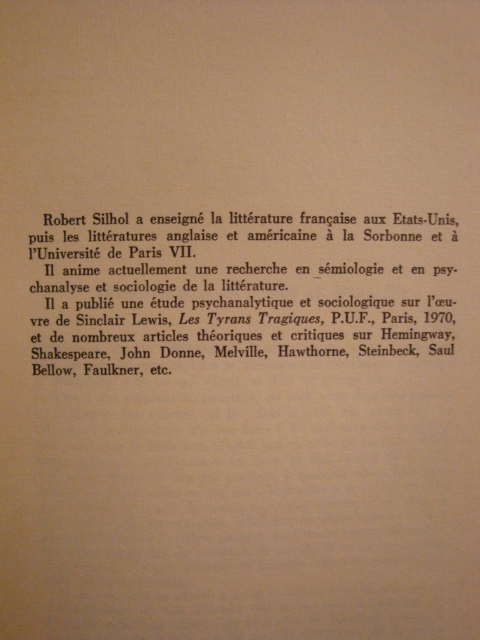 Robert Silhol a enseigné la littérature française aux Etats-Unis,
puis les littératures anglaise et américaine à la Sorbonne et à
l'Université de Paris VII.
Il anime actuellement une recherche en sémiologie et en psy-
chanalyse et sociologie de la littérature.
Il a publié une étude psychanalytique et sociologique sur l'œu-
vre de Sinclair Lewis, Les Tyrans Tragiques, P.U.F., Paris, 1970,
et de nombreux articles théoriques et critiques sur Hemingway,
Shakespeare, John Donne, Melville, Hawthorne, Steinbeck, Saul
Bellow, Faulkner, etc.